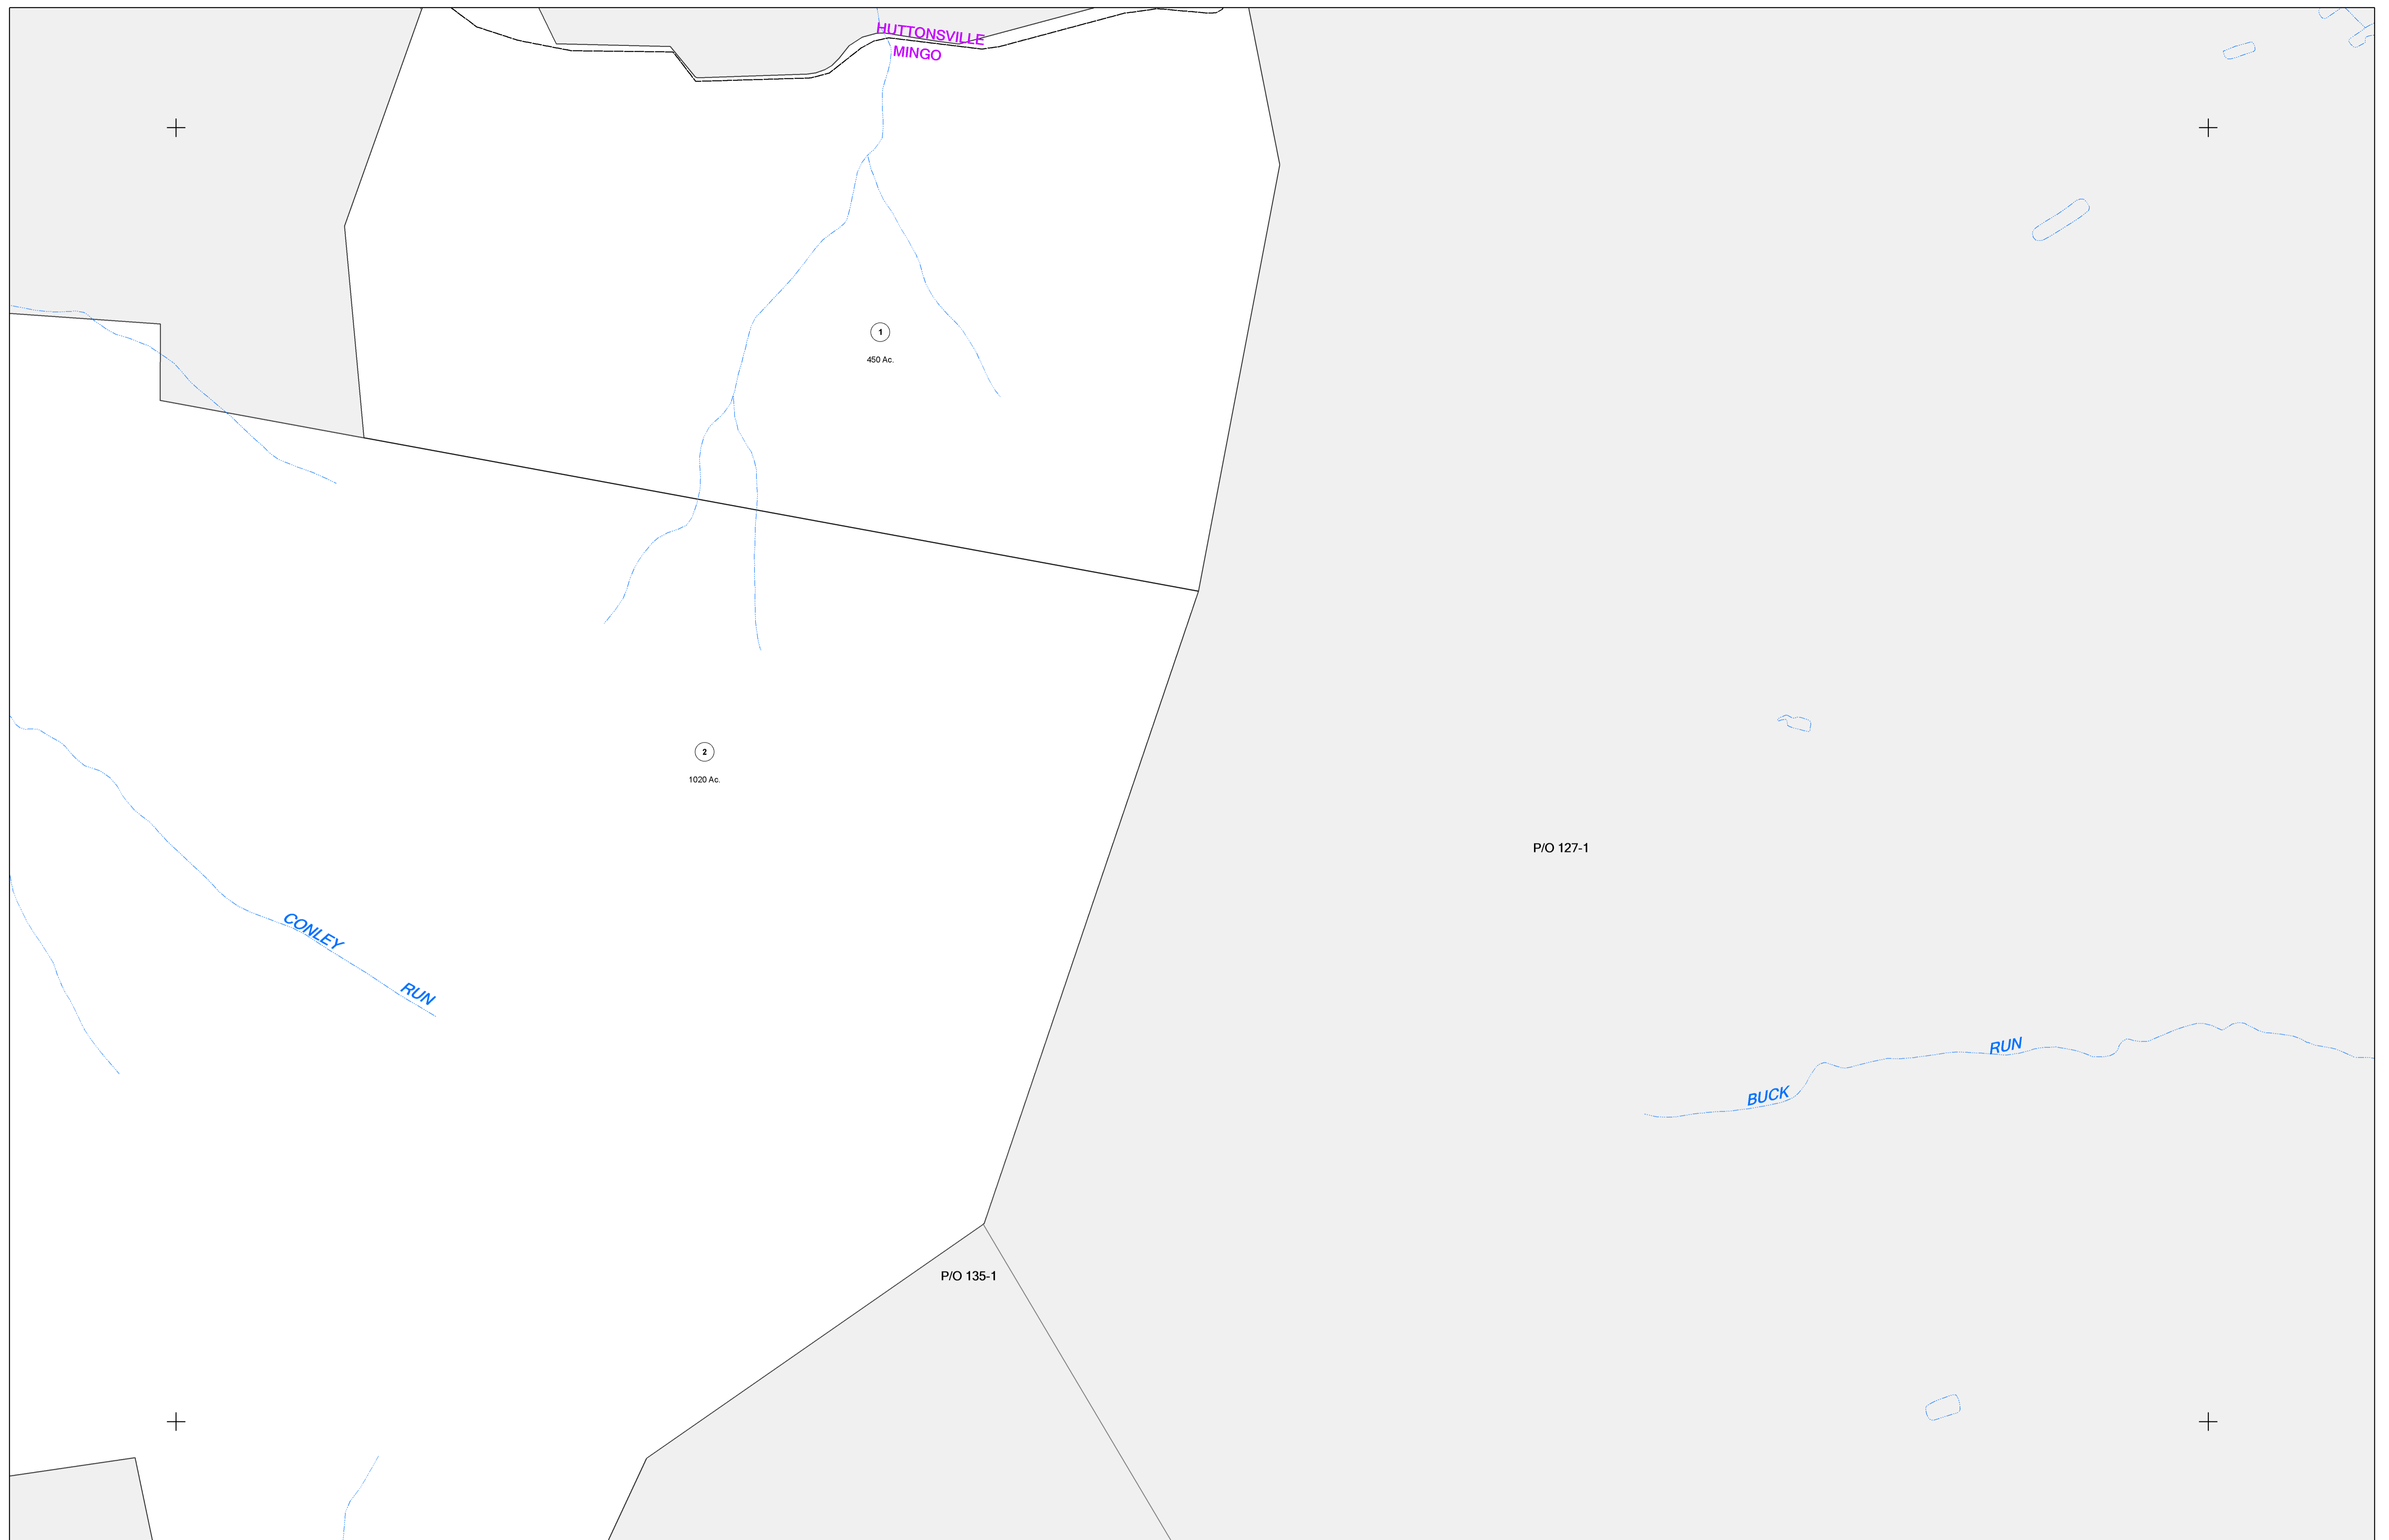 HUTTONSVILLE
MINGO
1
450 Ac.
2
1020 Ac.
P/O 127-1
CONLEY
RUN
RUN
BUCK
P/O 135-1